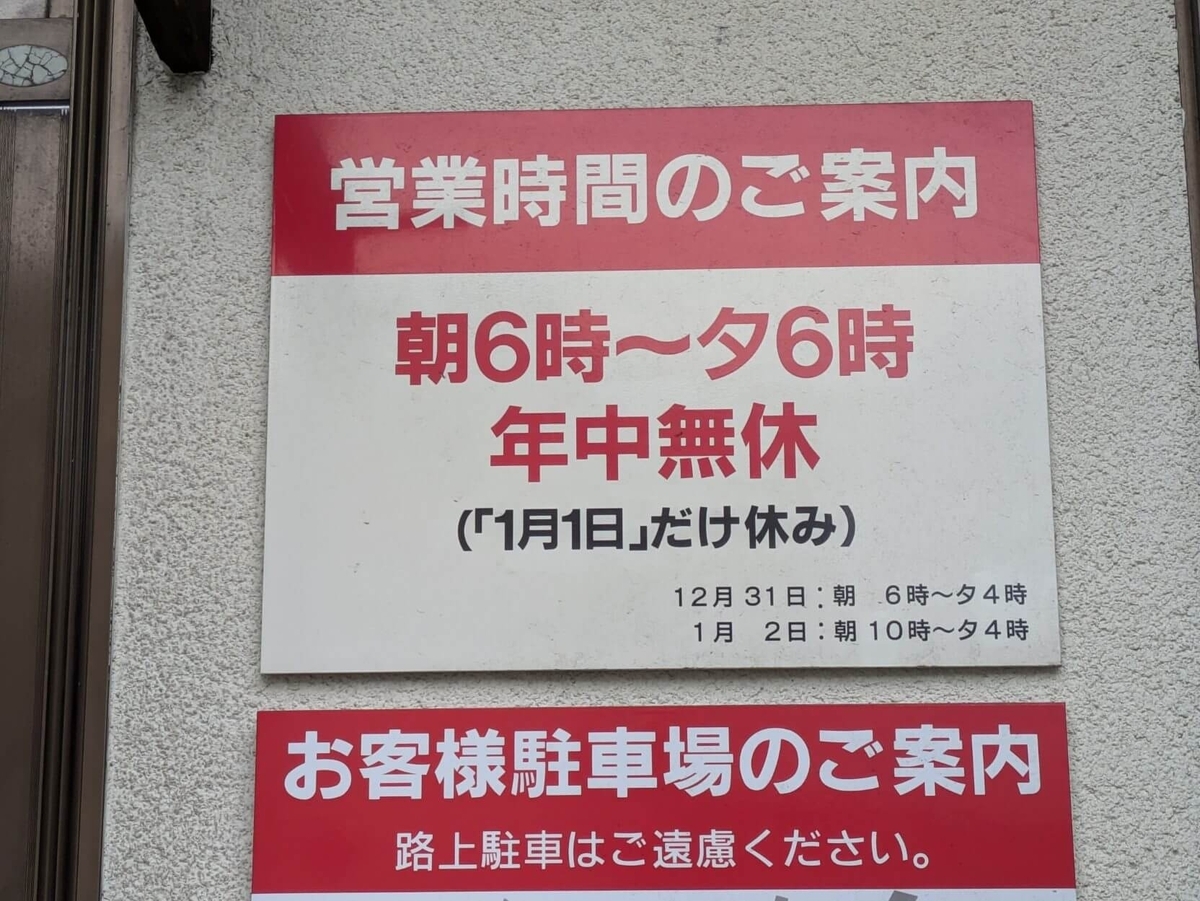 営業時間のご案内
朝6時～夕6時
年中無休
(「1月1日」だけ休み)
12月31日：朝　6時～夕4時
1月　2日：朝10時～夕4時
お客様駐車場のご案内
路上駐車はご遠慮ください。